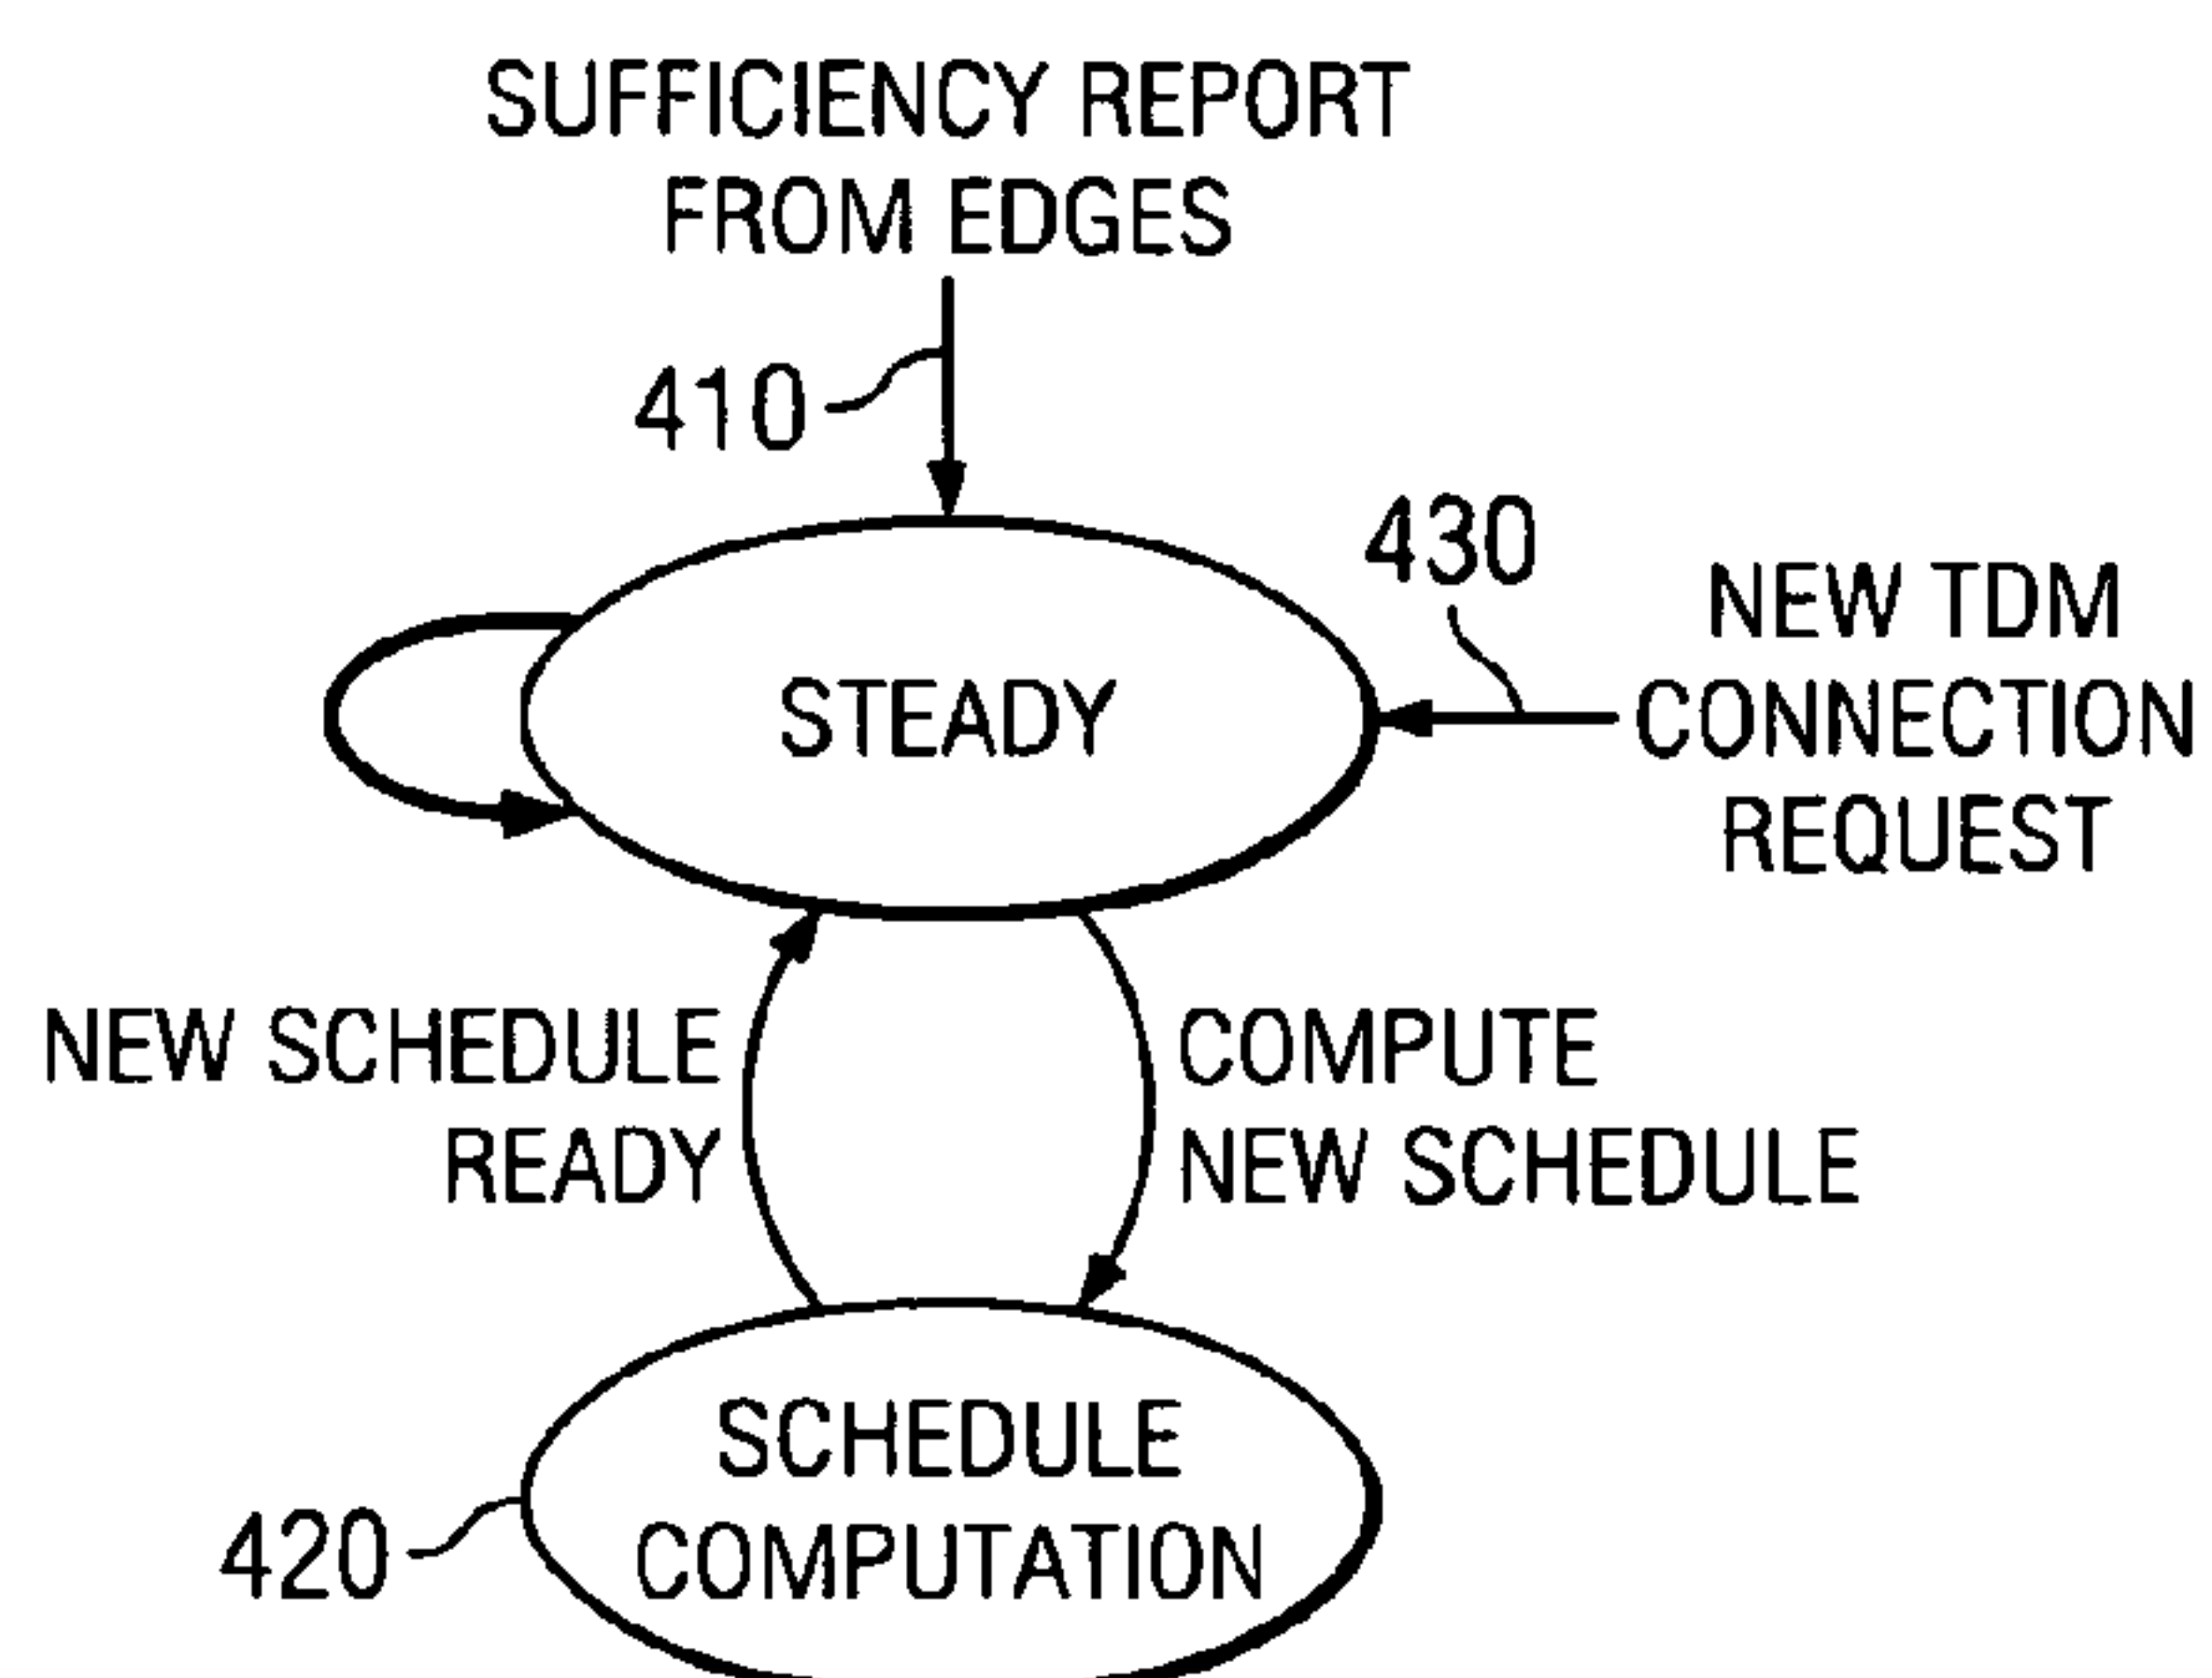 SUFFICIENCY REPORT
FROM EDGES
410
430
NEW TDM
CONNECTION
REQUEST
STEADY
NEW SCHEDULE
READY
COMPUTE
NEW SCHEDULE
SCHEDULE
COMPUTATION
420